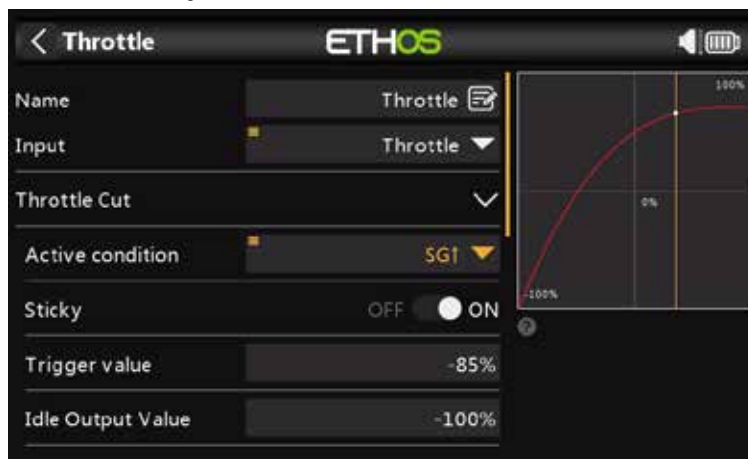 < Throttle
ETHOS
Name
Throttle
Input
Throttle
Throttle Cut
Active condition
SG↑
Sticky
OFF ON
Trigger value
-85%
Idle Output Value
-100%
100%
0%
-100%
?